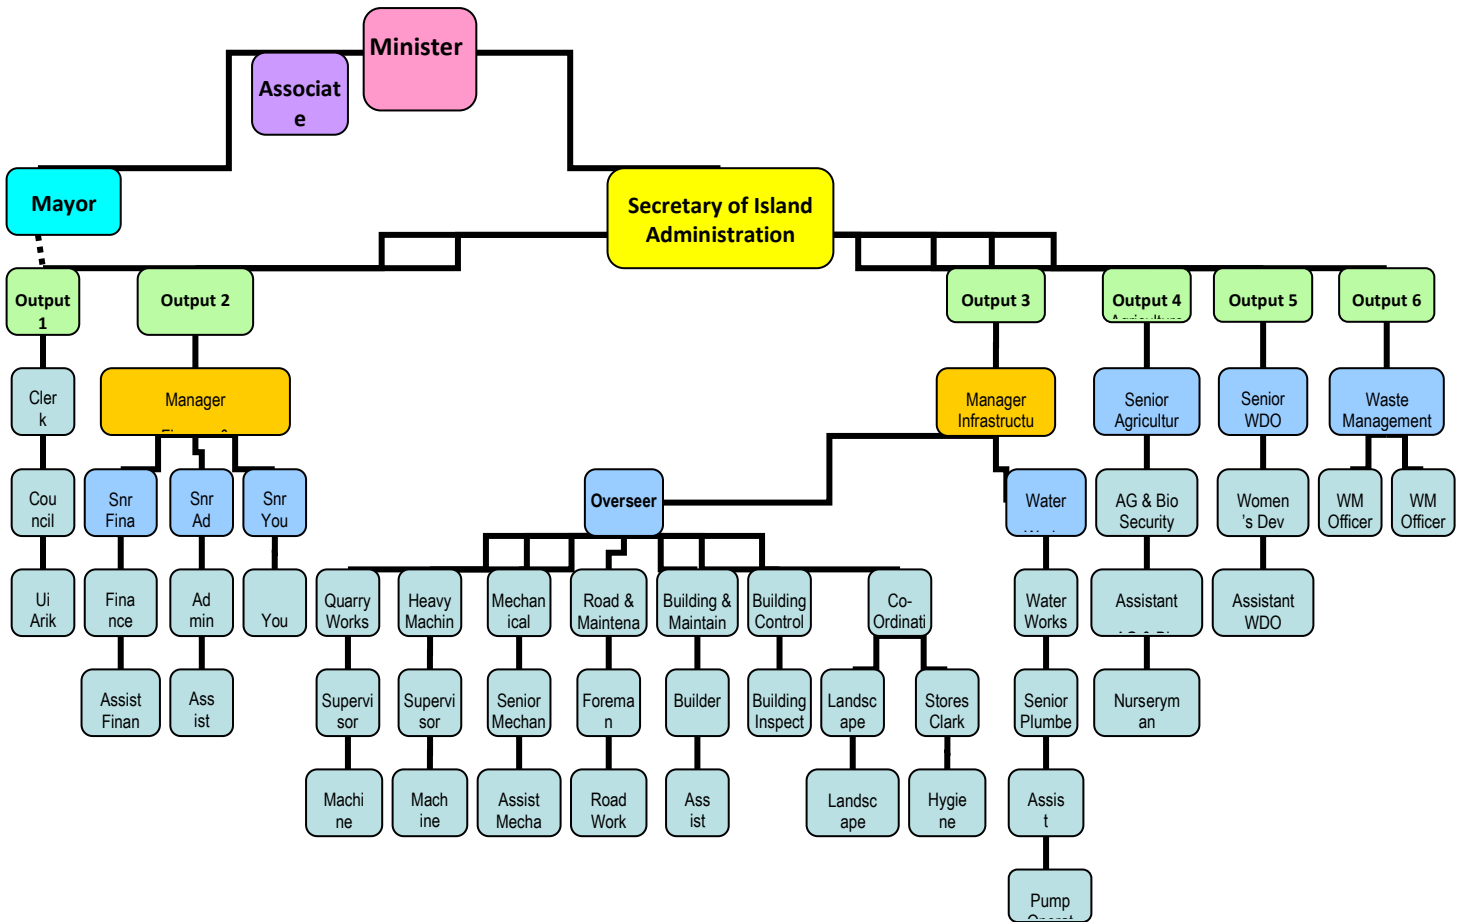 Minister
Associat
e
Mayor
Secretary of Island
Administration
Output
1
Output 2
Output 3
Output 4
Output 5
Output 6
Cler
k
Manager
Manager
Infrastructu
Senior
Agricultur
Senior
WDO
Waste
Management
Cou
ncil
Snr
Fina
Snr
Ad
Snr
You
Overseer
Water
AG & Bio
Security
Women
's Dev
WM
Officer
WM
Officer
Ui
Arik
Fina
nce
Ad
min
You
Quarry
Works
Heavy
Machin
Mechan
ical
Road &
Maintena
Building &
Maintain
Building
Control
Co-
Ordinati
Water
Works
Assistant
Assistant
WDO
Assist
Finan
Ass
ist
Supervi
sor
Supervi
sor
Senior
Mechan
Forema
n
Builder
Building
Inspect
Landsc
ape
Stores
Clark
Senior
Plumbe
Nurserym
an
Machi
ne
Mach
ine
Assist
Mecha
Road
Work
Ass
ist
Landsc
ape
Hygie
ne
Assis
t
Pump